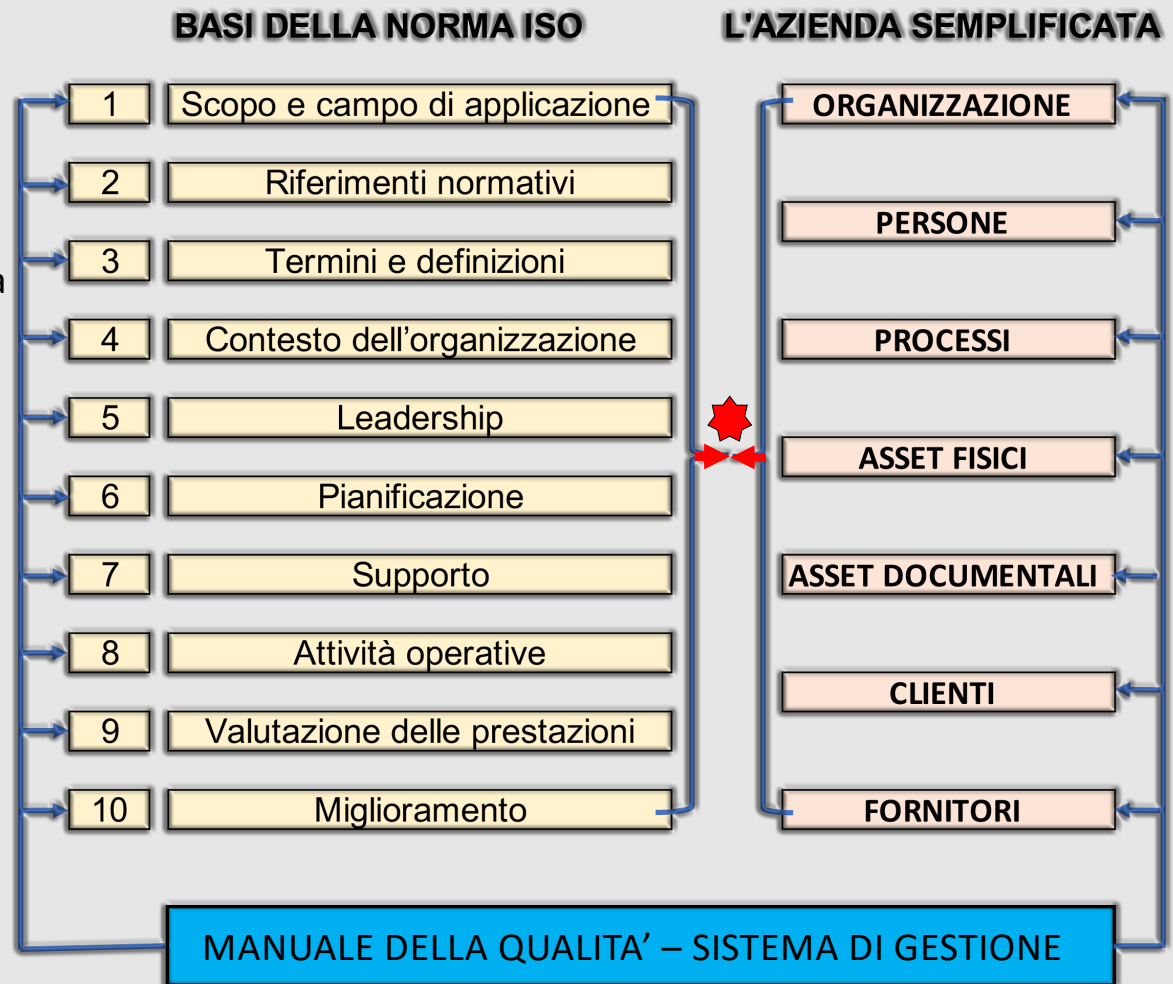 BASI DELLA NORMA ISO
L'AZIENDA SEMPLIFICATA
1 Scopo e campo di applicazione
2 Riferimenti normativi
3 Termini e definizioni
a
4 Contesto dell’organizzazione
5 Leadership
6 Pianificazione
7 Supporto
8 Attività operative
9 Valutazione delle prestazioni
10 Miglioramento
ORGANIZZAZIONE
PERSONE
PROCESSI
ASSET FISICI
ASSET DOCUMENTALI
CLIENTI
FORNITORI
MANUALE DELLA QUALITA’ – SISTEMA DI GESTIONE